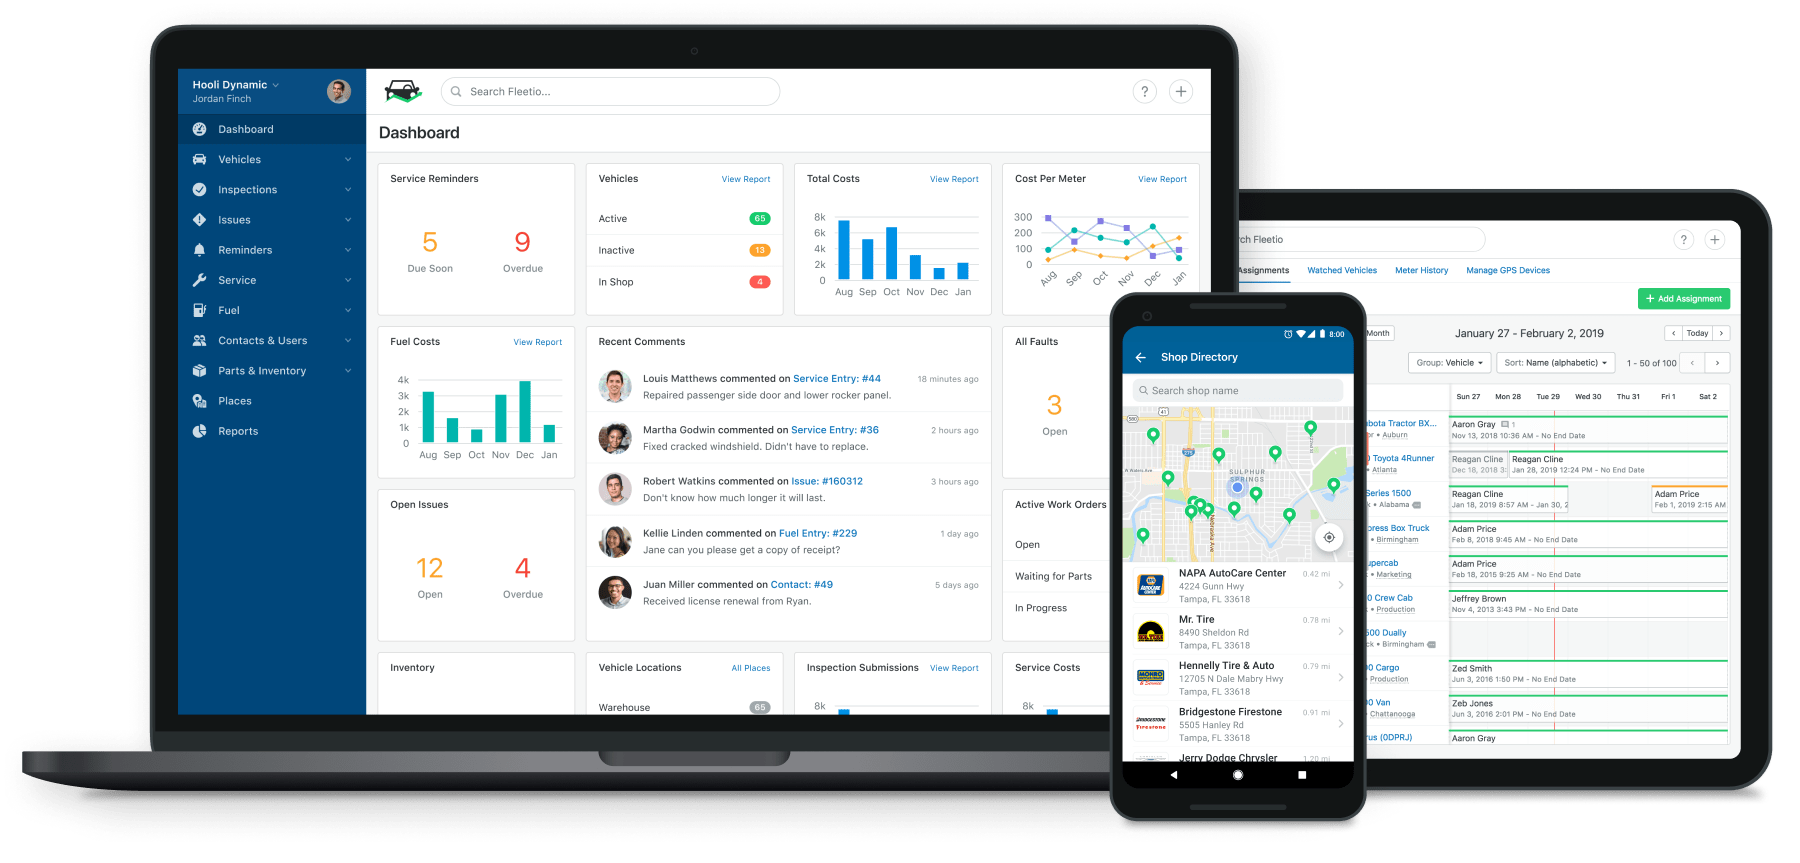 Hooli Dynamic
Jordan Finch
Dashboard
Vehicles
Inspections
Issues
Reminders
Service
Fuel
Contacts & Users
Parts & Inventory
Places
Reports
Search Fleetio...
?
Dashboard
Service Reminders
5
Due Soon
9
Overdue
Vehicles
View Report
Active
65
Inactive
13
In Shop
4
Total Costs
View Report
8k
6k
4k
2k
0
Aug Sep Oct Nov Dec Jan
Cost Per Meter
View Report
300
200
100
0
Aug Sep Oct Nov Dec Jan
Fuel Costs
View Report
4k
3k
2k
1k
0
Aug Sep Oct Nov Dec Jan
Recent Comments
Louis Matthews commented on Service Entry: #44
18 minutes ago
Repaired passenger side door and lower rocker panel.
Martha Godwin commented on Service Entry: #36
2 hours ago
Fixed cracked windshield. Didn't have to replace.
Robert Watkins commented on Issue: #160312
3 hours ago
Don't know how much longer it will last.
Kellie Linden commented on Fuel Entry: #229
1 day ago
Jane can you please get a copy of receipt?
Juan Miller commented on Contact: #49
5 days ago
Received license renewal from Ryan.
All Faults
3
Open
Open Issues
12
Open
4
Overdue
Active Work Orders
Open
Waiting for Parts
In Progress
Inventory
Vehicle Locations
All Places
Warehouse
65
Inspection Submissions
View Report
8k
Service Costs
8k
8:00
Shop Directory
Search shop name
SULPHUR
SPRINGS
Nebraska Ave
NAPA AutoCare Center
0.42 mi
4224 Gunn Hwy
Tampa, FL 33618
Mr. Tire
0.78 mi
8490 Sheldon Rd
Tampa, FL 33618
Hennelly Tire & Auto
0.79 mi
12705 N Dale Mabry Hwy
Tampa, FL 33618
Bridgestone Firestone
0.91 mi
5505 Hanley Rd
Tampa, FL 33618
Jerry Dodge Chrysler
1.20 mi
rch Fleetio
?
Assignments
Watched Vehicles
Meter History
Manage GPS Devices
+ Add Assignment
Month
January 27 - February 2, 2019
Today
Group: Vehicle
Sort: Name (alphabetic)
1 - 50 of 100
Sun 27 Mon 28 Tue 29 Wed 30 Thu 31 Fri 1 Sat 2
bota Tractor BX...
or • Auburn
Aaron Gray 1
Nov 13, 2018 10:36 AM - No End Date
0 Toyota 4Runner
• Atlanta
Reagan Cline
Dec 18, 2018 3:
Reagan Cline
Jan 28, 2019 12:24 PM - No End Date
Series 1500
k • Alabama
Reagan Cline
Jan 18, 2019 8:57 AM - Jan 30, 2
Adam Price
Feb 1, 2019 2:15 AM
press Box Truck
• Birmingham
Adam Price
Feb 8, 2018 9:45 AM - No End Date
upercab
• Marketing
Adam Price
Feb 18, 2015 9:25 AM - No End Date
0 Crew Cab
• Production
Jeffrey Brown
Nov 4, 2013 3:43 PM - No End Date
500 Dually
k • Birmingham
00 Cargo
• Production
Zed Smith
Jun 3, 2016 1:50 PM - No End Date
00 Van
• Chattanooga
Zeb Jones
Jun 3, 2016 2:01 PM - No End Date
rus (0DPRJ)
Aaron Gray